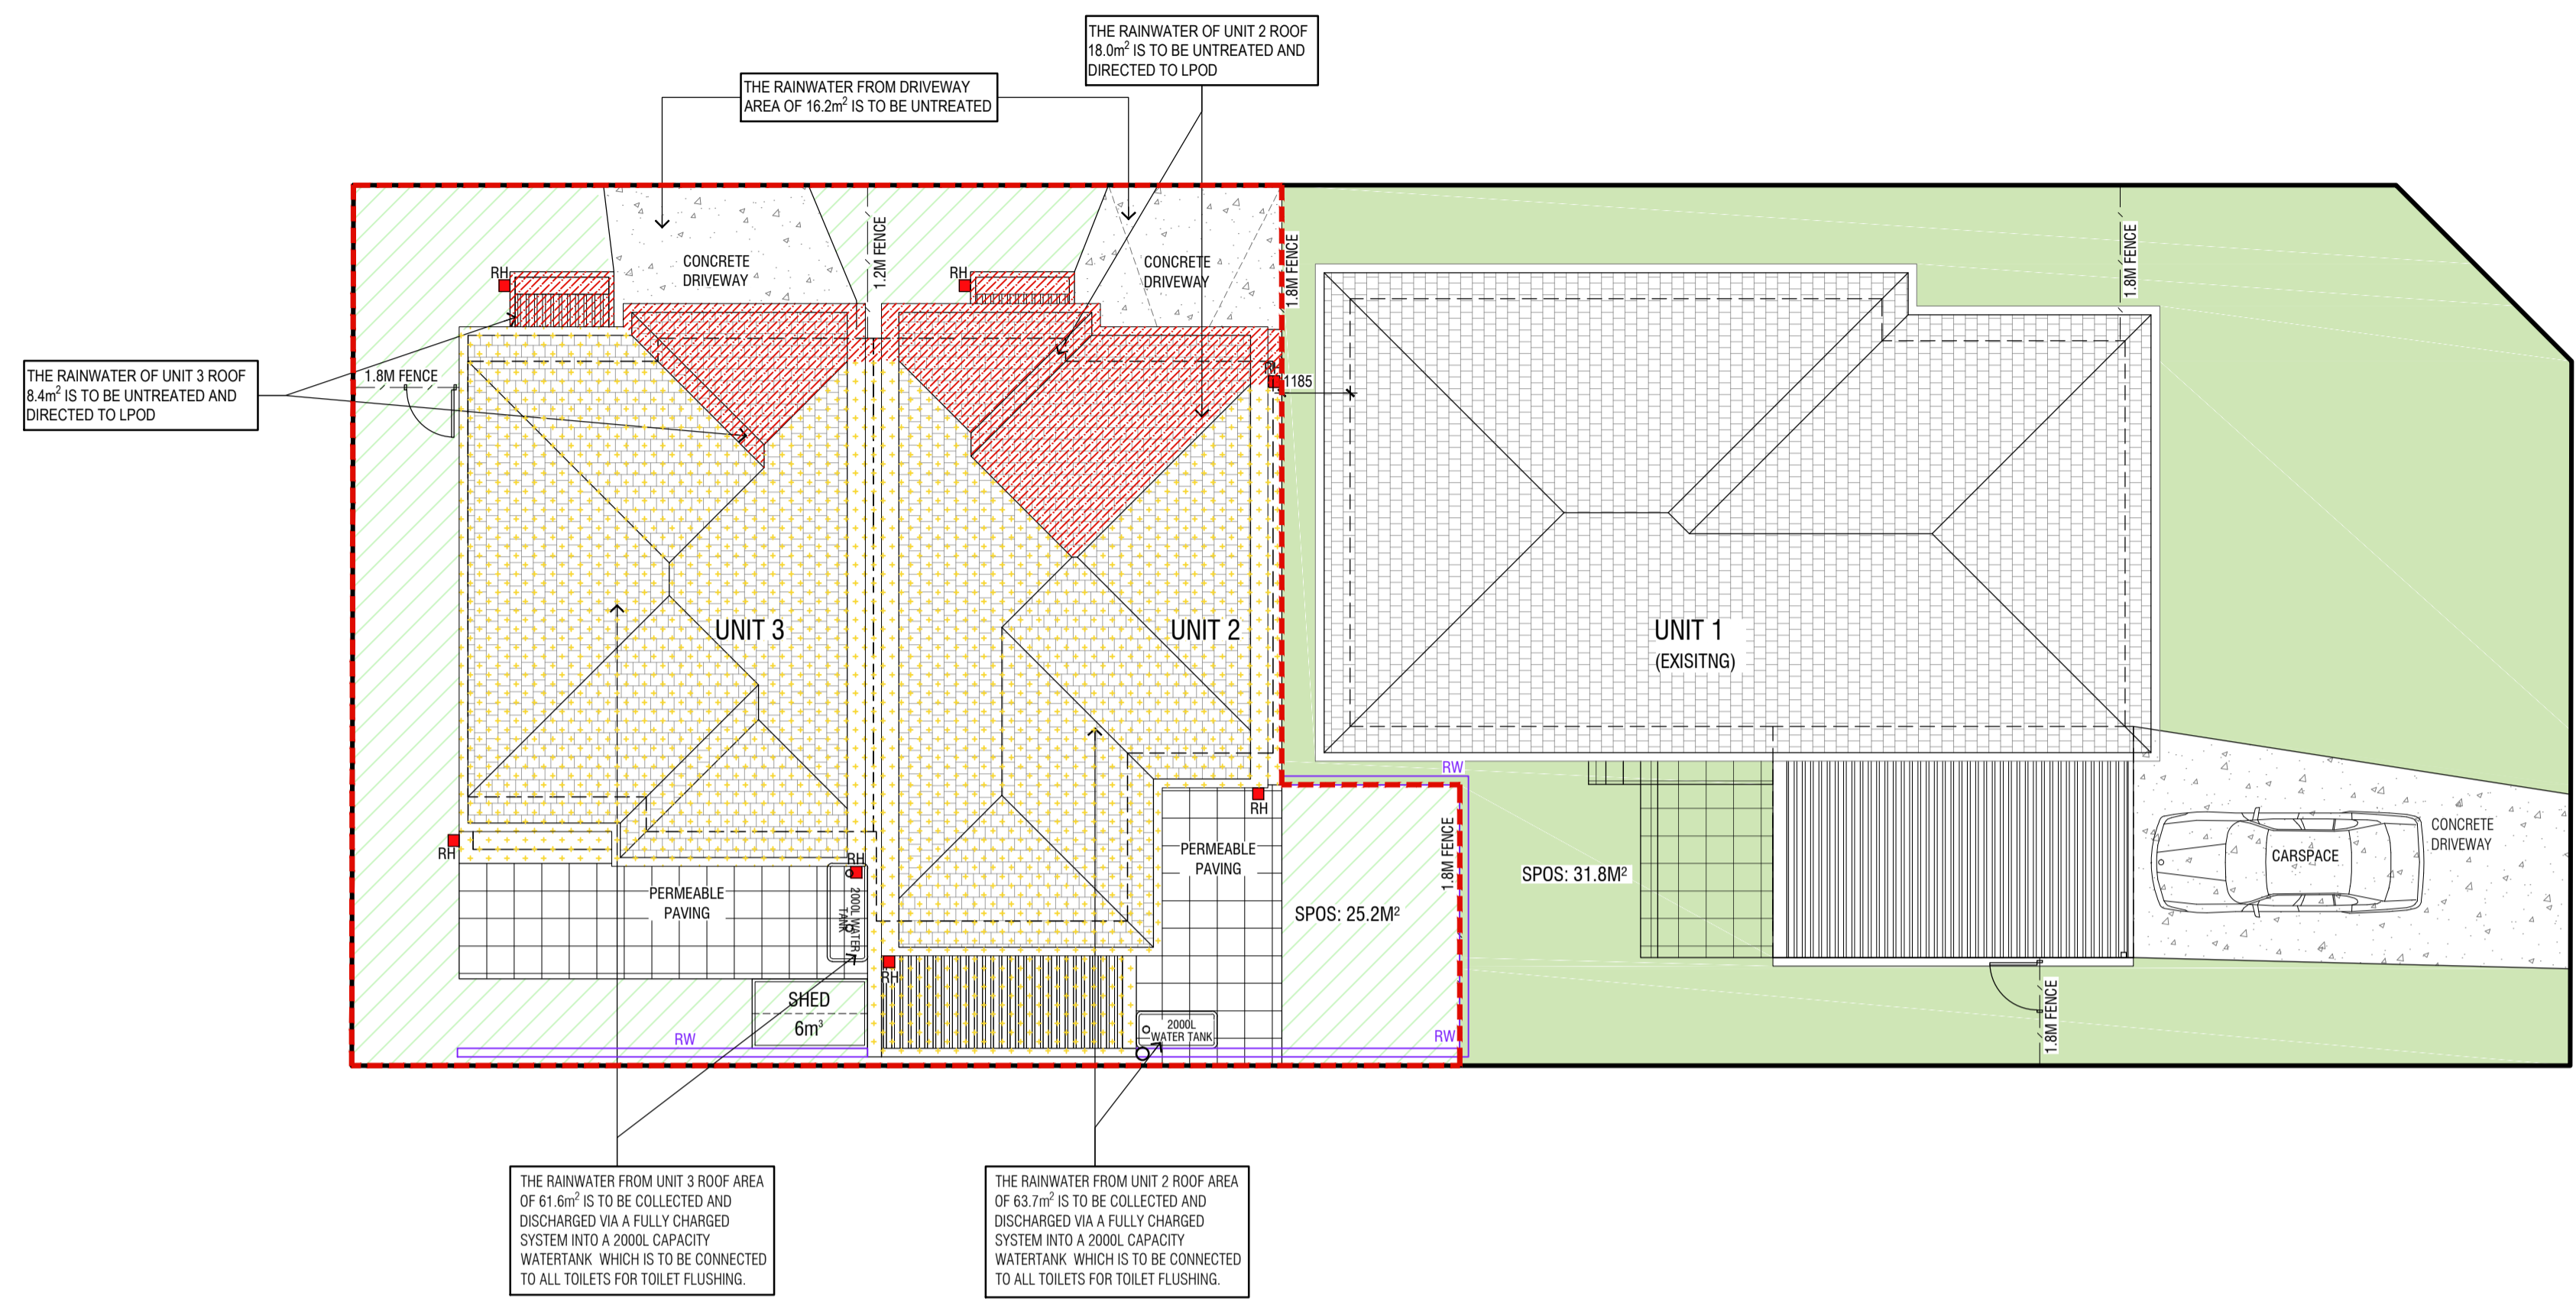 THE RAINWATER OF UNIT 2 ROOF
18.0m² IS TO BE UNTREATED AND
DIRECTED TO LPOD
THE RAINWATER FROM DRIVEWAY
AREA OF 16.2m² IS TO BE UNTREATED
1.2M FENCE
1.8M FENCE
1.8M FENCE
CONCRETE
DRIVEWAY
CONCRETE
DRIVEWAY
RH
RH
THE RAINWATER OF UNIT 3 ROOF
8.4m² IS TO BE UNTREATED AND
DIRECTED TO LPOD
1.8M FENCE
RH
1185
UNIT 3
UNIT 2
UNIT 1
(EXISITNG)
RW
RH
RH
RH
PERMEABLE
PAVING
2000L WATER
TANK
PERMEABLE
PAVING
1.8M FENCE
SPOS: 25.2M²
SPOS: 31.8M²
CARSPACE
CONCRETE
DRIVEWAY
RH
SHED
6m³
2000L
WATER TANK
RW
RW
1.8M FENCE
THE RAINWATER FROM UNIT 3 ROOF AREA
OF 61.6m² IS TO BE COLLECTED AND
DISCHARGED VIA A FULLY CHARGED
SYSTEM INTO A 2000L CAPACITY
WATERTANK WHICH IS TO BE CONNECTED
TO ALL TOILETS FOR TOILET FLUSHING.
THE RAINWATER FROM UNIT 2 ROOF AREA
OF 63.7m² IS TO BE COLLECTED AND
DISCHARGED VIA A FULLY CHARGED
SYSTEM INTO A 2000L CAPACITY
WATERTANK WHICH IS TO BE CONNECTED
TO ALL TOILETS FOR TOILET FLUSHING.